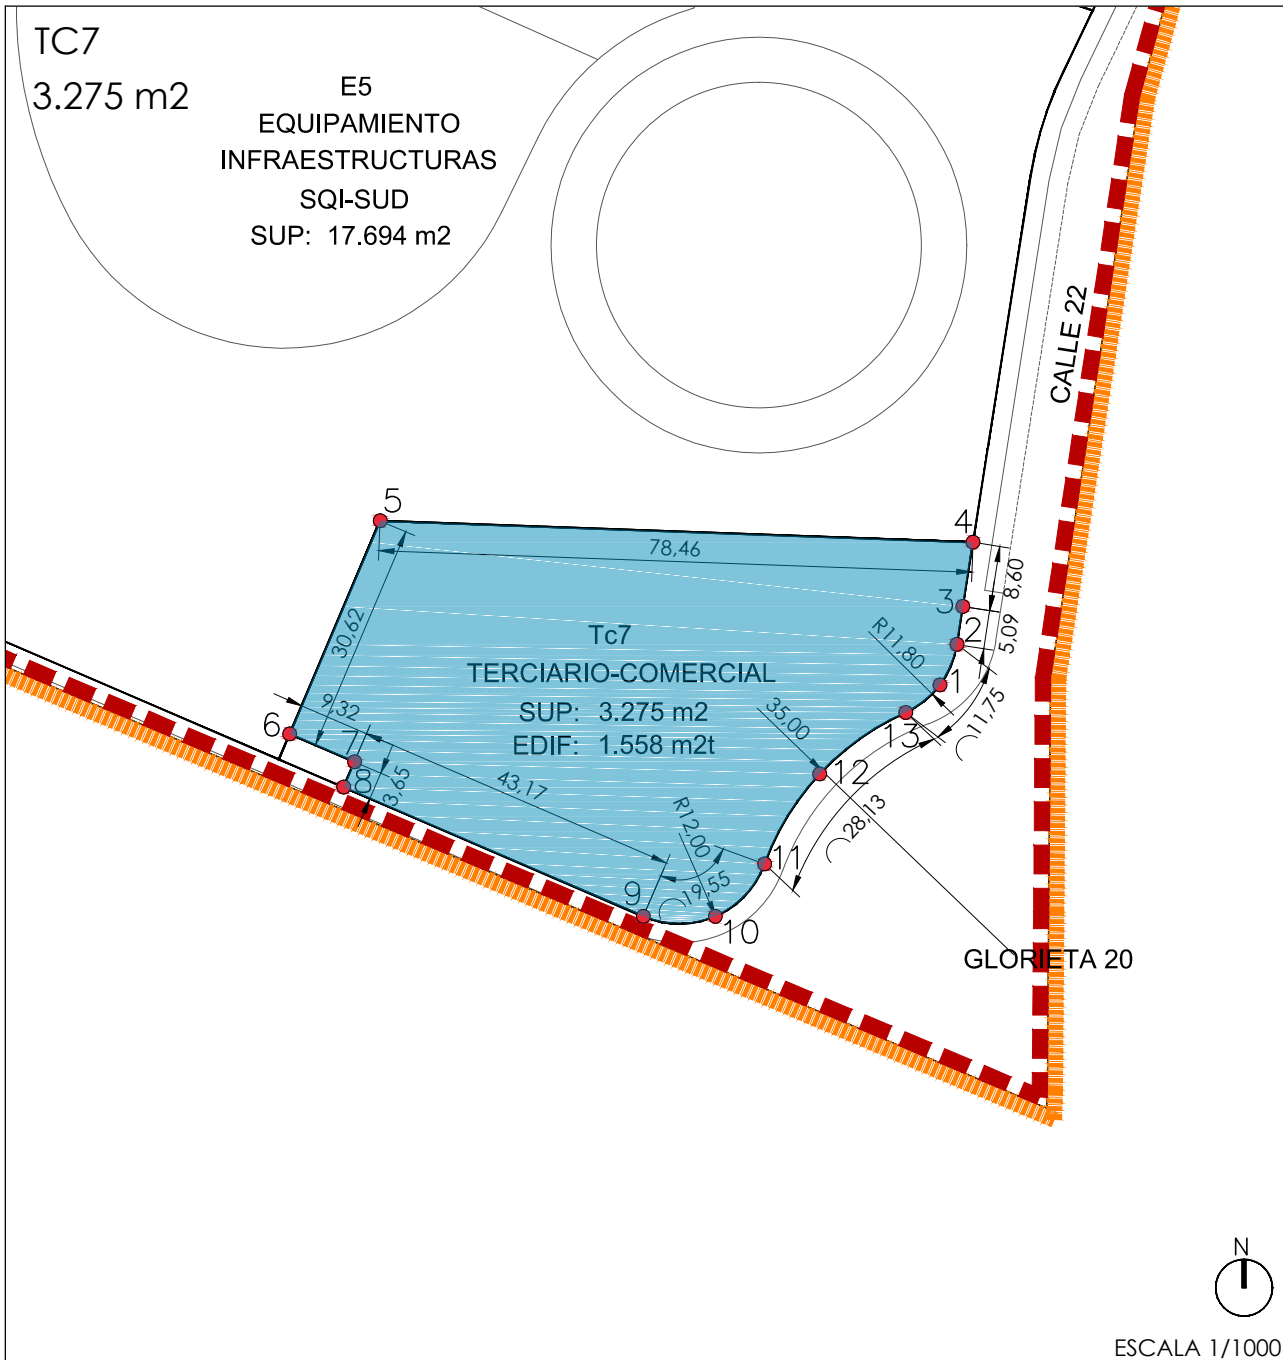 TC7
3.275 m2
E5
EQUIPAMIENTO
INFRAESTRUCTURAS
SQI-SUD
SUP: 17.694 m2
CALLE 22
5
4
78,46
8,60
3
5,09
2
R11,80
30,62
Tc7
TERCIARIO-COMERCIAL
1
SUP: 3.275 m2
EDIF: 1.558 m2t
9,32
35,00
13
11,75
6
7
12
3,65
8
43,17
R12,00
28,13
11
19,55
9
10
GLORIETA 20
N
ESCALA 1/1000